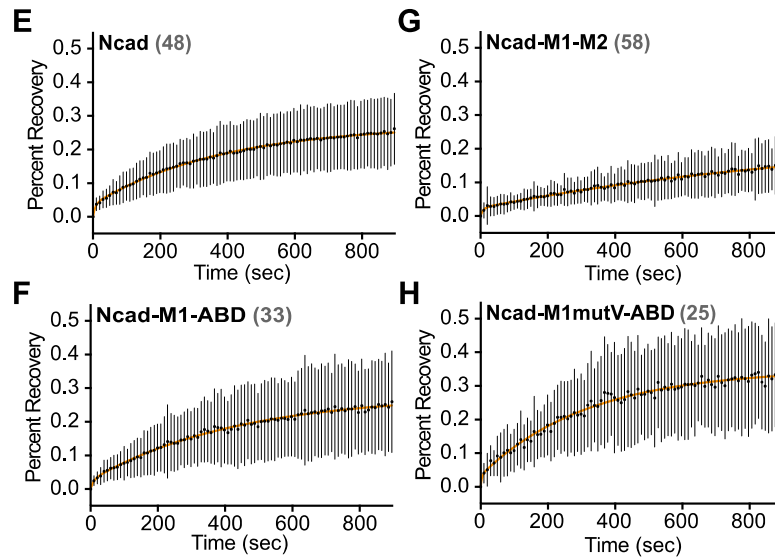 E
Ncad (48)
Percent Recovery
0.5
0.4
0.3
0.2
0.1
0.0
0 200 400 600 800
Time (sec)
G
Ncad-M1-M2 (58)
Percent Recovery
0.5
0.4
0.3
0.2
0.1
0.0
0 200 400 600 800
Time (sec)
F
Ncad-M1-ABD (33)
Percent Recovery
0.5
0.4
0.3
0.2
0.1
0.0
0 200 400 600 800
Time (sec)
H
Ncad-M1mutV-ABD (25)
Percent Recovery
0.5
0.4
0.3
0.2
0.1
0.0
0 200 400 600 800
Time (sec)